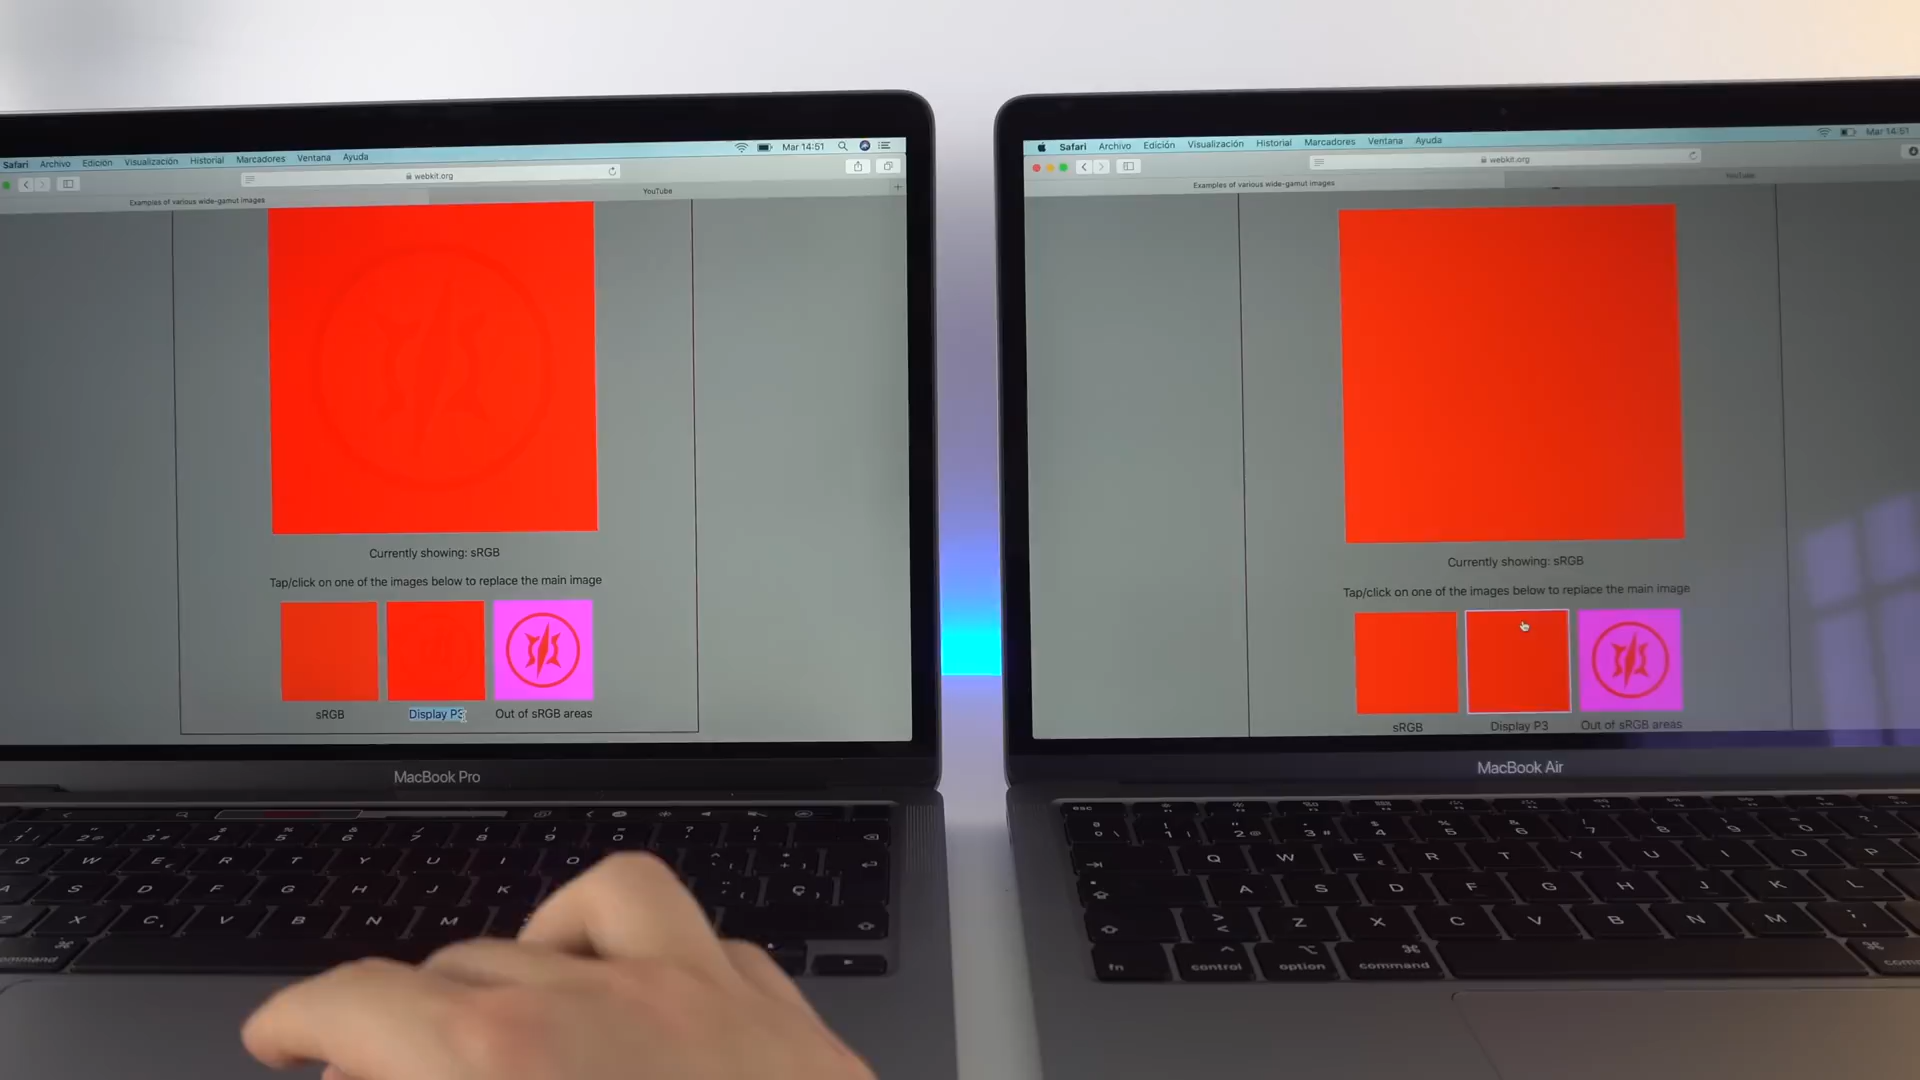 Safari Archivo Edición Visualización Historial Marcadores Ventana Ayuda Mar 14:51
webkit.org
Examples of various wide-gamut images YouTube
Currently showing: sRGB
Tap/click on one of the images below to replace the main image
sRGB Display P3 Out of sRGB areas
MacBook Pro
Q W E R T Y U I O
A S D F G H J K Ç
Z X C V B N M
command
Safari Archivo Edición Visualización Historial Marcadores Ventana Ayuda Mar 14:51
webkit.org
Examples of various wide-gamut images YouTube
Currently showing: sRGB
Tap/click on one of the images below to replace the main image
sRGB Display P3 Out of sRGB areas
MacBook Air
esc
Q W E R T Y U I O P
A S D F G H J K L
Z X C V B N M
fn control option command